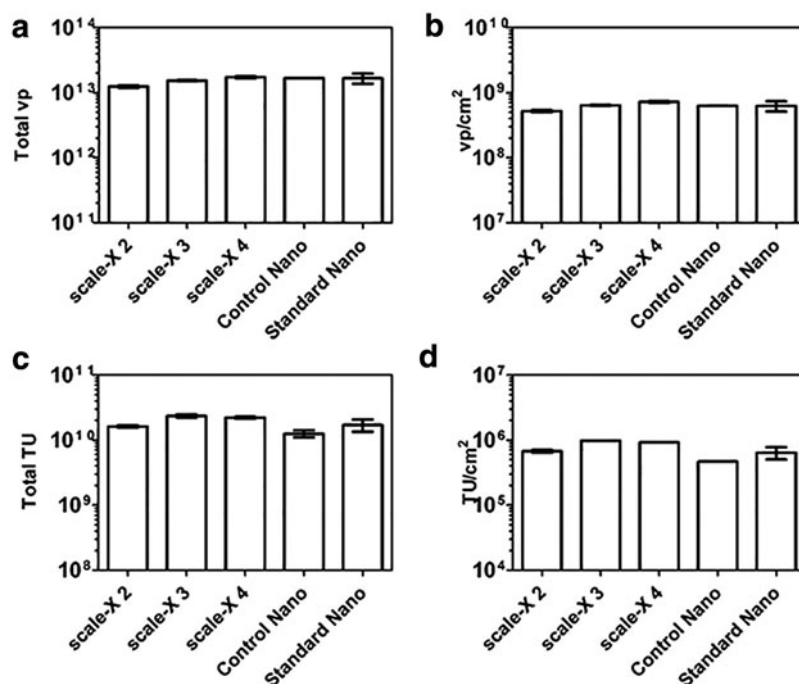 a
Total vp
10¹⁴
10¹³
10¹²
10¹¹
scale-X 2
scale-X 3
scale-X 4
Control Nano
Standard Nano
b
vp/cm²
10¹⁰
10⁹
10⁸
10⁷
scale-X 2
scale-X 3
scale-X 4
Control Nano
Standard Nano
c
Total TU
10¹¹
10¹⁰
10⁹
10⁸
scale-X 2
scale-X 3
scale-X 4
Control Nano
Standard Nano
d
TU/cm²
10⁷
10⁶
10⁵
10⁴
scale-X 2
scale-X 3
scale-X 4
Control Nano
Standard Nano